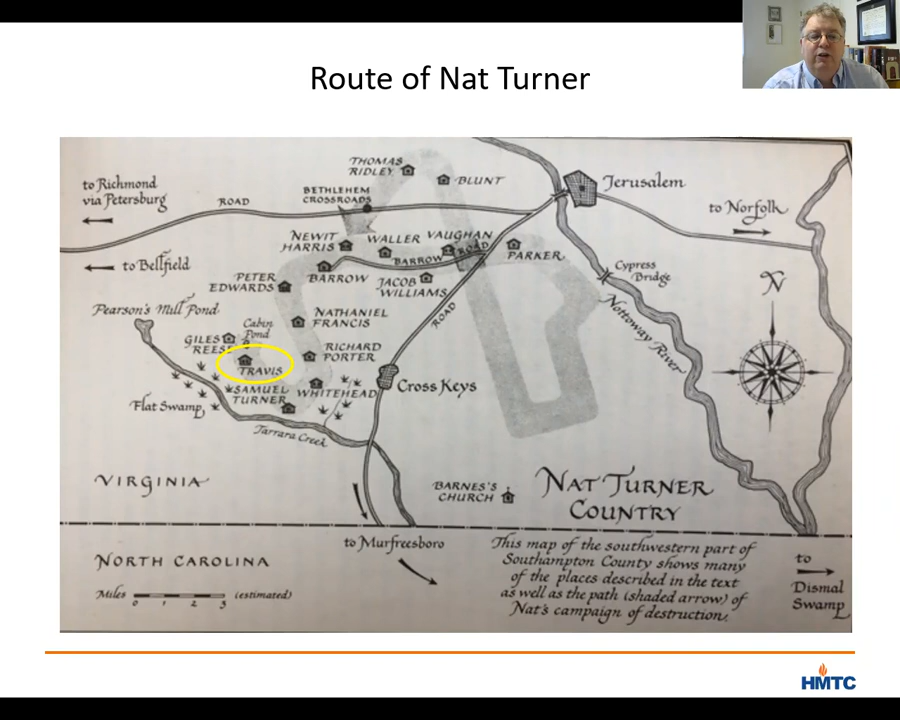 Route of Nat Turner
THOMAS
RIDLEY
BLUNT
Jerusalem
to Richmond
via Petersburg
ROAD
BETHLEHEM
CROSSROADS
to Norfolk
NEWIT
HARRIS
WALLER
VAUGHAN
ROAD
PARKER
to Bellfield
BARROW
BARROW
Cypress
Bridge
PETER
EDWARDS
JACOB
WILLIAMS
N
Nottoway River
Pearson's Mill Pond
Cabin
Pond
NATHANIEL
FRANCIS
ROAD
GILES
REESE
RICHARD
PORTER
TRAVIS
Cross Keys
SAMUEL
TURNER
WHITEHEAD
Flat Swamp
Tarrara Creek
VIRGINIA
BARNES'S
CHURCH
NAT TURNER
COUNTRY
to Murfreesboro
NORTH CAROLINA
This map of the southwestern part of
Southampton County shows many
of the places described in the text
as well as the path (shaded arrow) of
Nat's campaign of destruction.
to
Dismal
Swamp
Miles 0 1 2 3 (estimated)
HMTC